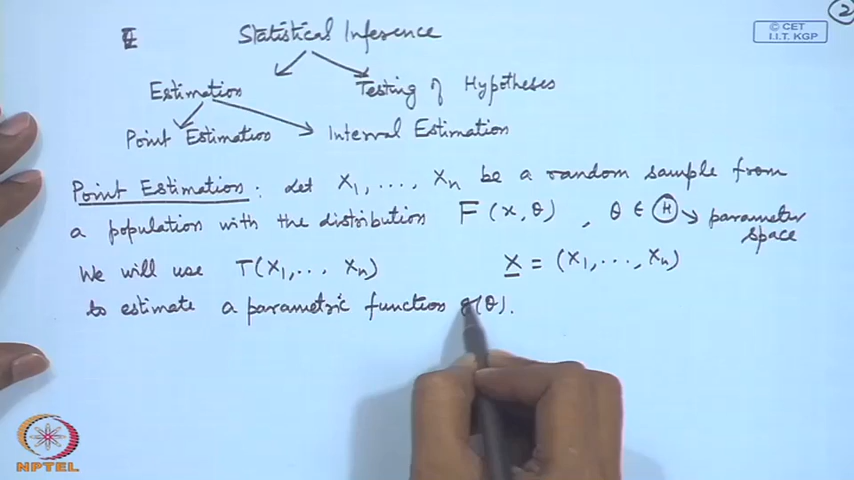 2
© CET
I.I.T. KGP
Statistical Inference
Estimation Testing of Hypotheses
Point Estimation Interval Estimation
Point Estimation : Let X1, ..., Xn be a random sample from
a population with the distribution F(x, θ) , θ ∈ Ⓗ → parameter
space
We will use T(X1, ... Xn) X = (X1, ..., Xn)
to estimate a parametric function g(θ).
NPTEL